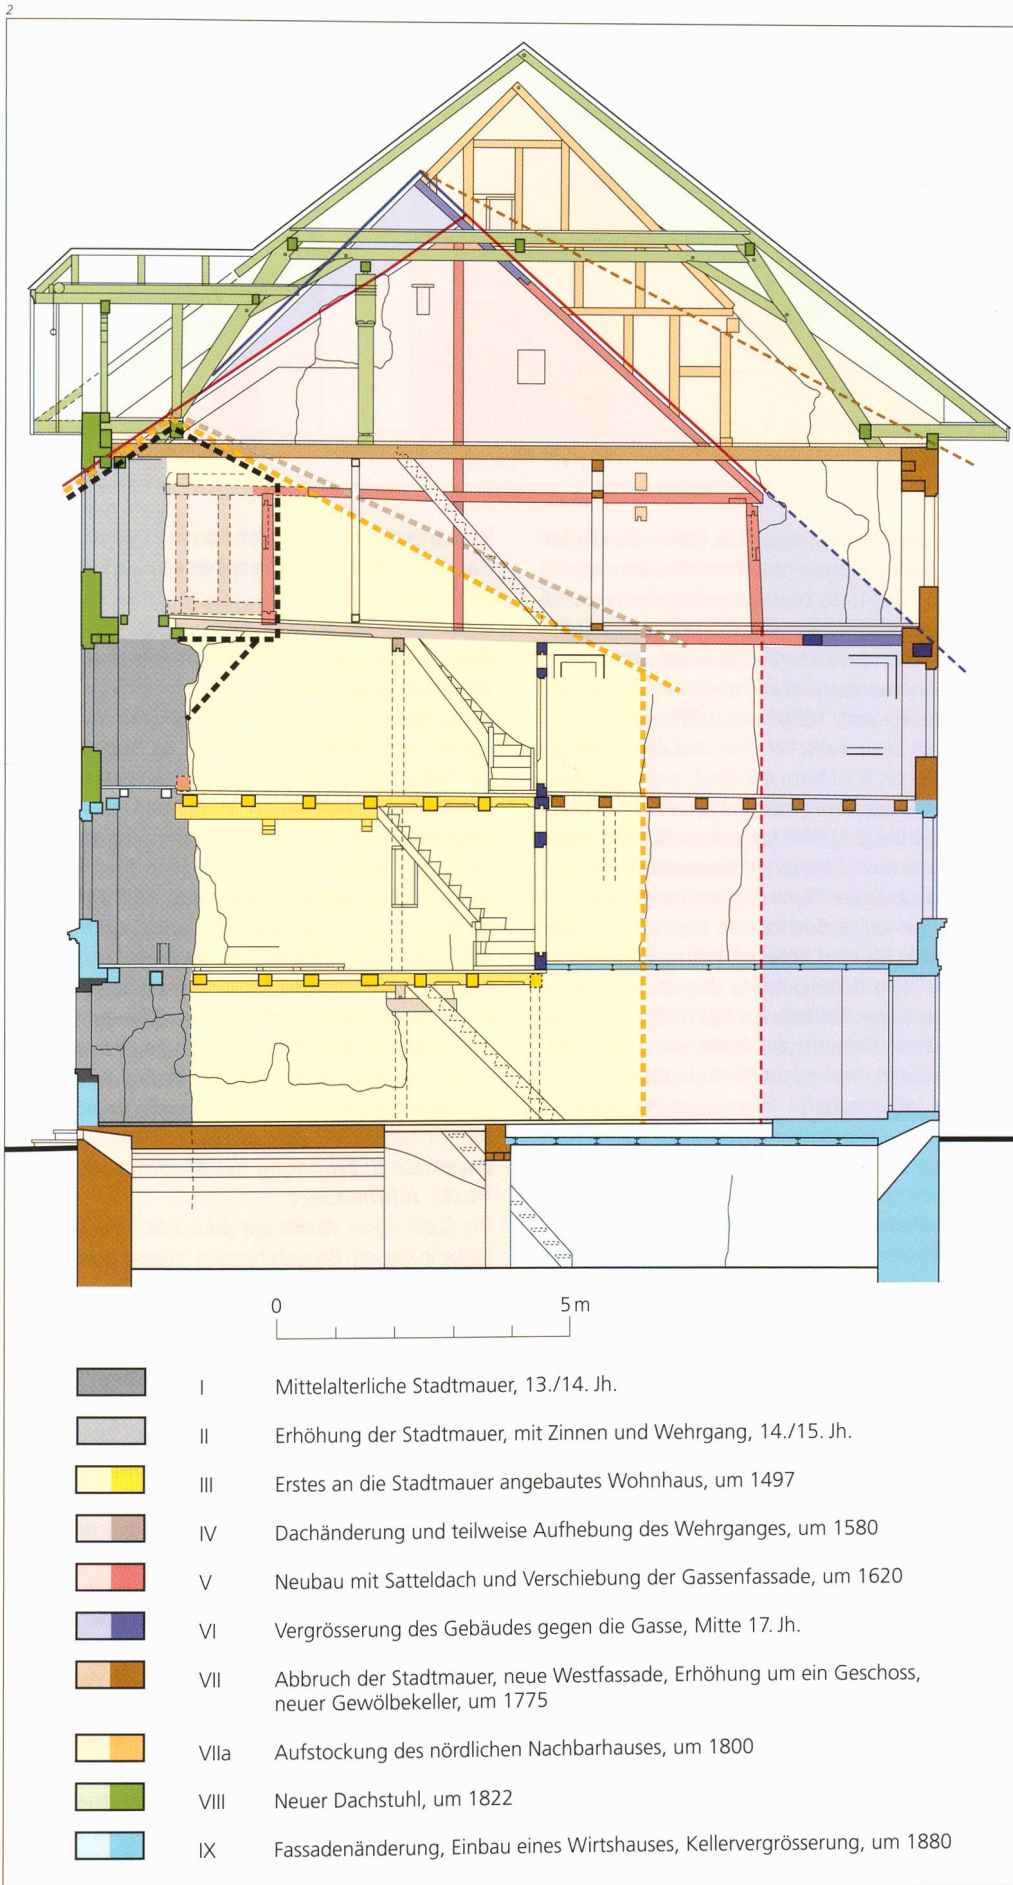 2
0 5 m
I Mittelalterliche Stadtmauer, 13./14. Jh.
II Erhöhung der Stadtmauer, mit Zinnen und Wehrgang, 14./15. Jh.
III Erstes an die Stadtmauer angebautes Wohnhaus, um 1497
IV Dachänderung und teilweise Aufhebung des Wehrganges, um 1580
V Neubau mit Satteldach und Verschiebung der Gassenfassade, um 1620
VI Vergrösserung des Gebäudes gegen die Gasse, Mitte 17. Jh.
VII Abbruch der Stadtmauer, neue Westfassade, Erhöhung um ein Geschoss,
neuer Gewölbekeller, um 1775
VIIa Aufstockung des nördlichen Nachbarhauses, um 1800
VIII Neuer Dachstuhl, um 1822
IX Fassadenänderung, Einbau eines Wirtshauses, Kellervergrösserung, um 1880